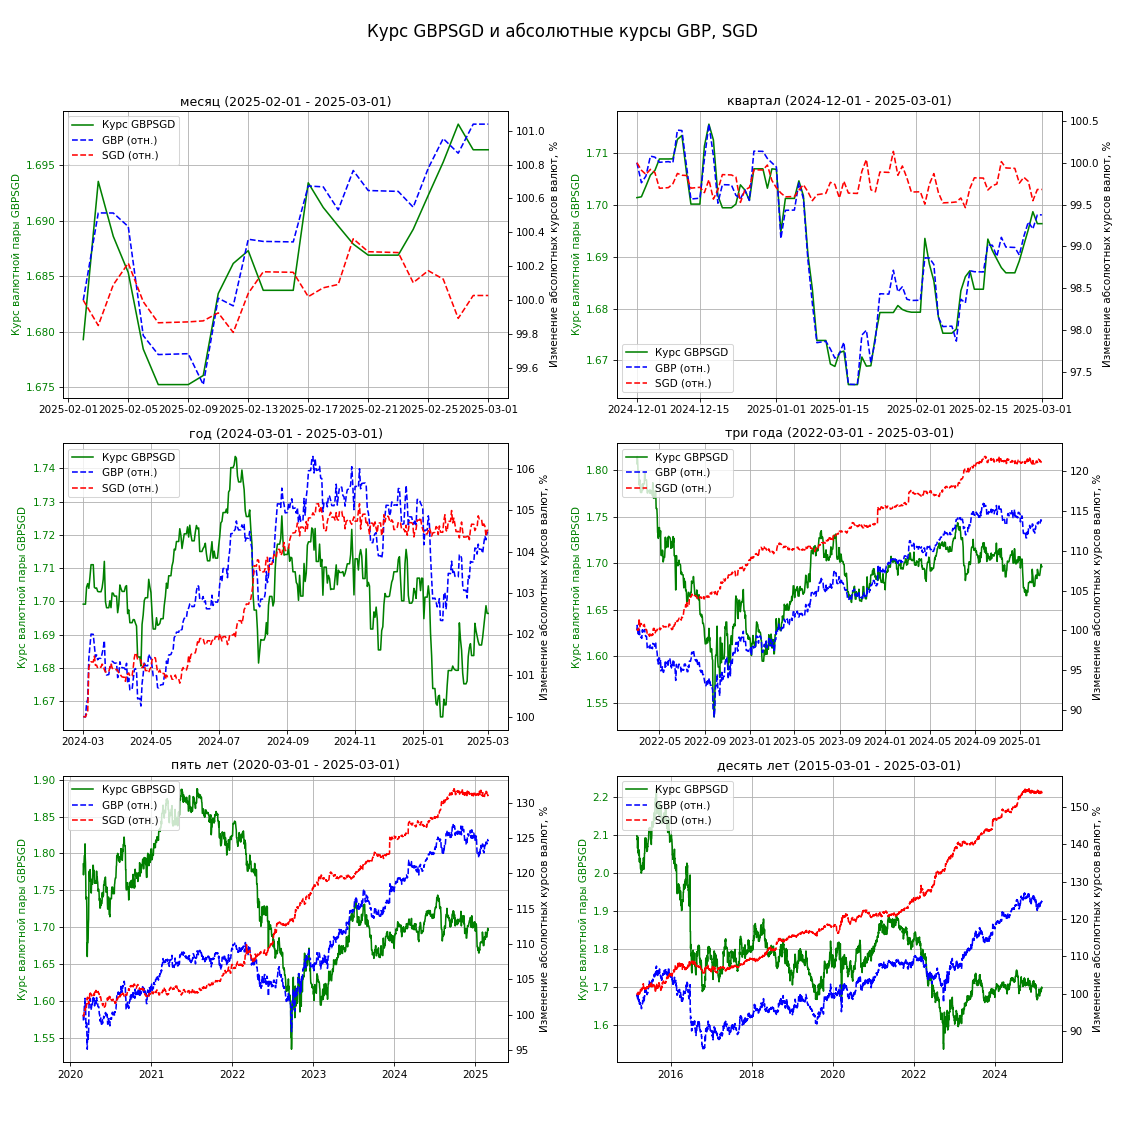 Курс GBPSGD и абсолютные курсы GBP, SGD
месяц (2025-02-01 - 2025-03-01)
Курс GBPSGD
GBP (отн.)
SGD (отн.)
Курс валютной пары GBPSGD
1.695
1.690
1.685
1.680
1.675
101.0
100.8
100.6
100.4
100.2
100.0
99.8
99.6
Изменение абсолютных курсов валют, %
2025-02-01 2025-02-05 2025-02-09 2025-02-13 2025-02-17 2025-02-21 2025-02-25 2025-03-01
квартал (2024-12-01 - 2025-03-01)
Курс GBPSGD
GBP (отн.)
SGD (отн.)
Курс валютной пары GBPSGD
1.71
1.70
1.69
1.68
1.67
100.5
100.0
99.5
99.0
98.5
98.0
97.5
Изменение абсолютных курсов валют, %
2024-12-01 2024-12-15 2025-01-01 2025-01-15 2025-02-01 2025-02-15 2025-03-01
год (2024-03-01 - 2025-03-01)
Курс GBPSGD
GBP (отн.)
SGD (отн.)
Курс валютной пары GBPSGD
1.74
1.73
1.72
1.71
1.70
1.69
1.68
1.67
106
105
104
103
102
101
100
Изменение абсолютных курсов валют, %
2024-03 2024-05 2024-07 2024-09 2024-11 2025-01 2025-03
три года (2022-03-01 - 2025-03-01)
Курс GBPSGD
GBP (отн.)
SGD (отн.)
Курс валютной пары GBPSGD
1.80
1.75
1.70
1.65
1.60
1.55
120
115
110
105
100
95
90
Изменение абсолютных курсов валют, %
2022-05 2022-09 2023-01 2023-05 2023-09 2024-01 2024-05 2024-09 2025-01
пять лет (2020-03-01 - 2025-03-01)
Курс GBPSGD
GBP (отн.)
SGD (отн.)
Курс валютной пары GBPSGD
1.90
1.85
1.80
1.75
1.70
1.65
1.60
1.55
130
125
120
115
110
105
100
95
Изменение абсолютных курсов валют, %
2020 2021 2022 2023 2024 2025
десять лет (2015-03-01 - 2025-03-01)
Курс GBPSGD
GBP (отн.)
SGD (отн.)
Курс валютной пары GBPSGD
2.2
2.1
2.0
1.9
1.8
1.7
1.6
150
140
130
120
110
100
90
Изменение абсолютных курсов валют, %
2016 2018 2020 2022 2024